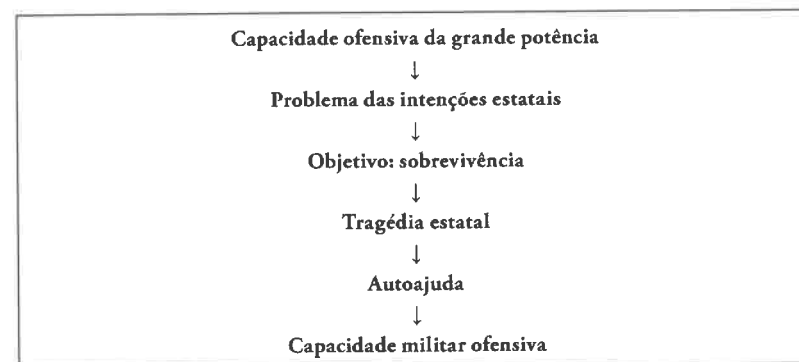 Capacidade ofensiva da grande potência
↓
Problema das intenções estatais
↓
Objetivo: sobrevivência
↓
Tragédia estatal
↓
Autoajuda
↓
Capacidade militar ofensiva